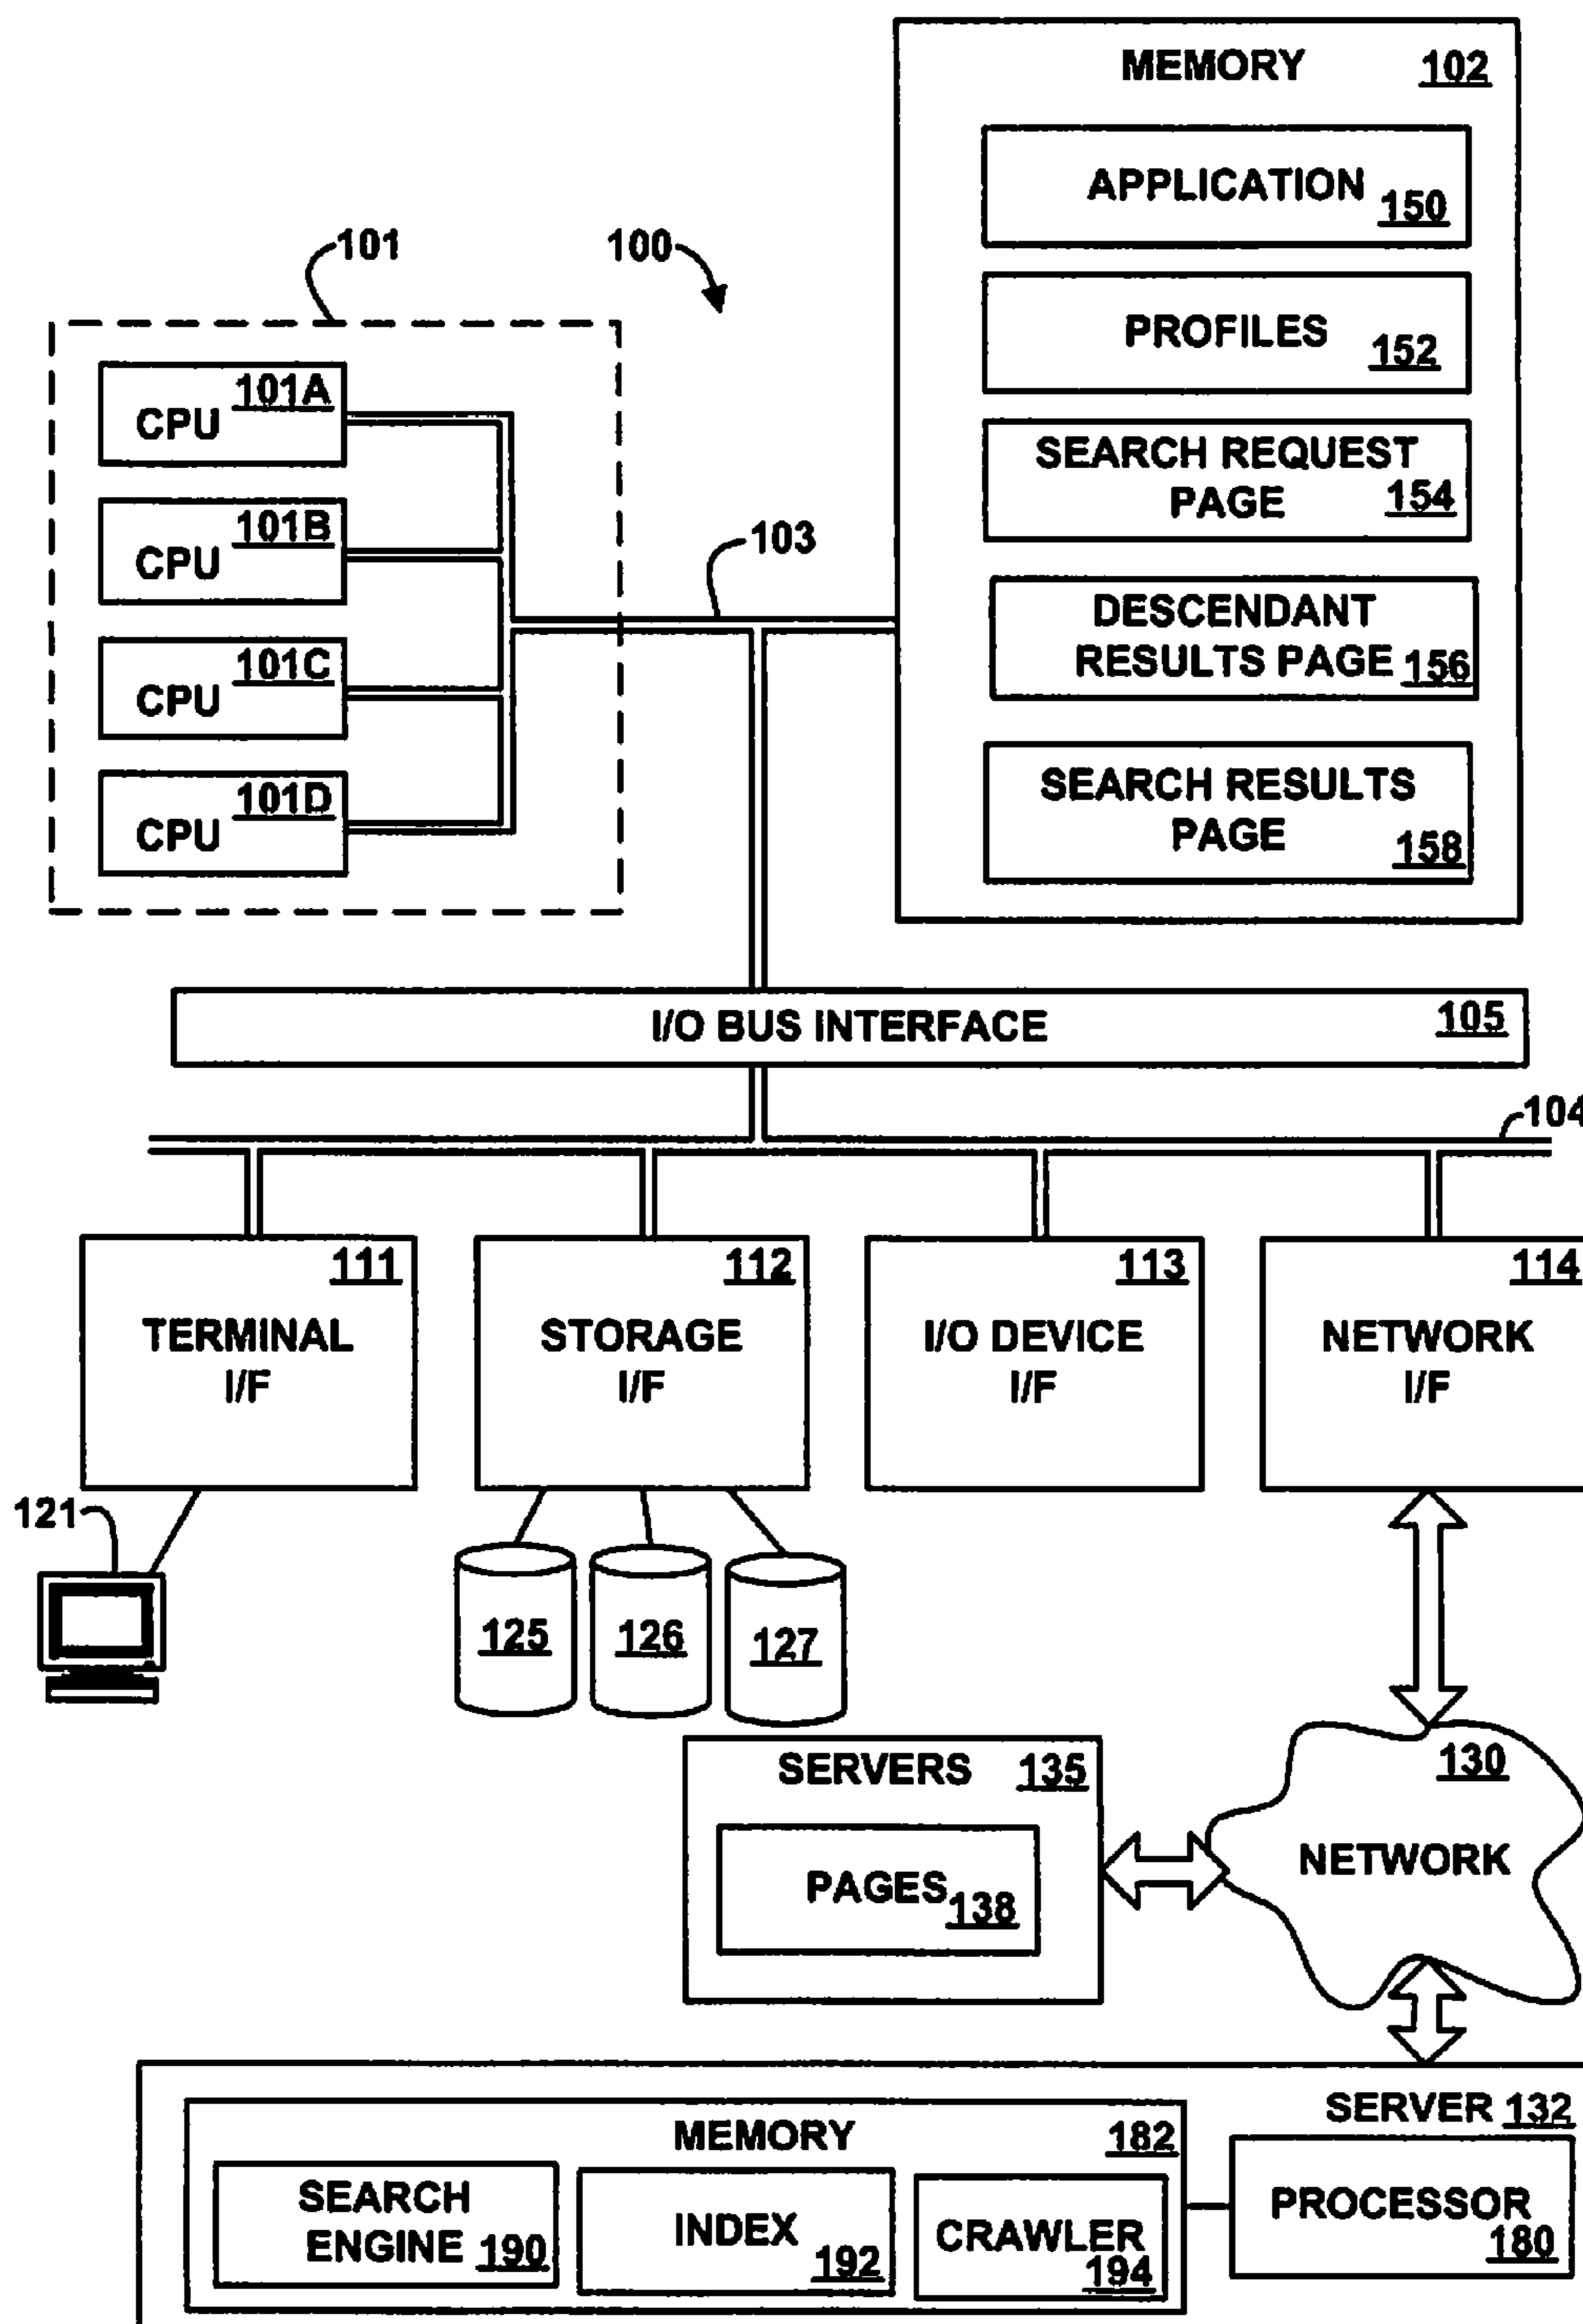 MEMORY 102
APPLICATION 150
PROFILES 152
SEARCH REQUEST
PAGE 154
DESCENDANT
RESULTS PAGE 156
SEARCH RESULTS
PAGE 158
101
100
101A
CPU
101B
CPU
101C
CPU
101D
CPU
103
I/O BUS INTERFACE 105
104
111
TERMINAL
I/F
112
STORAGE
I/F
113
I/O DEVICE
I/F
114
NETWORK
I/F
121
125
126
127
SERVERS 135
PAGES 138
130
NETWORK
SERVER 132
MEMORY 182
SEARCH
ENGINE 190
INDEX 192
CRAWLER 194
PROCESSOR
180